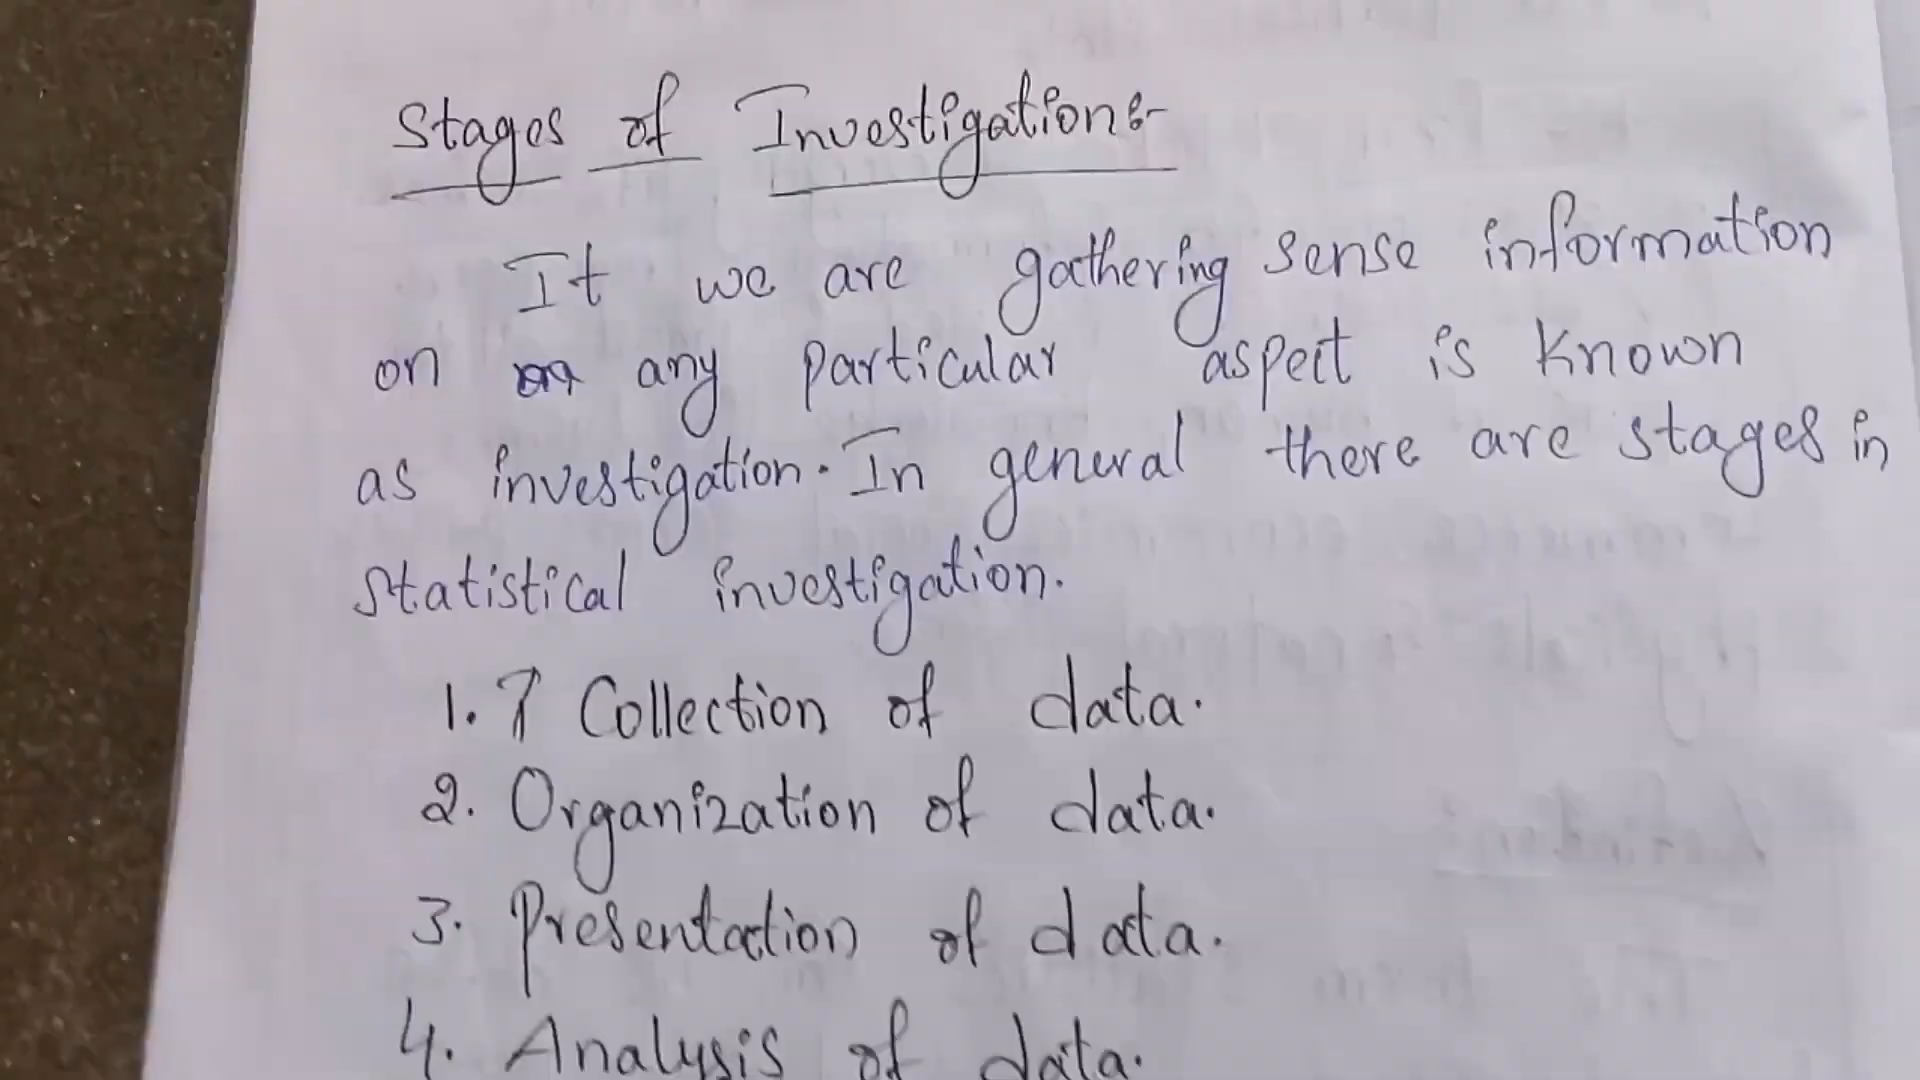 Stages of Investigation:-
It we are gathering sense information
on any particular aspect is known
as investigation. In general there are stages in
statistical investigation.
1. 7 Collection of data.
2. Organization of data.
3. Presentation of data.
4. Analysis of data.